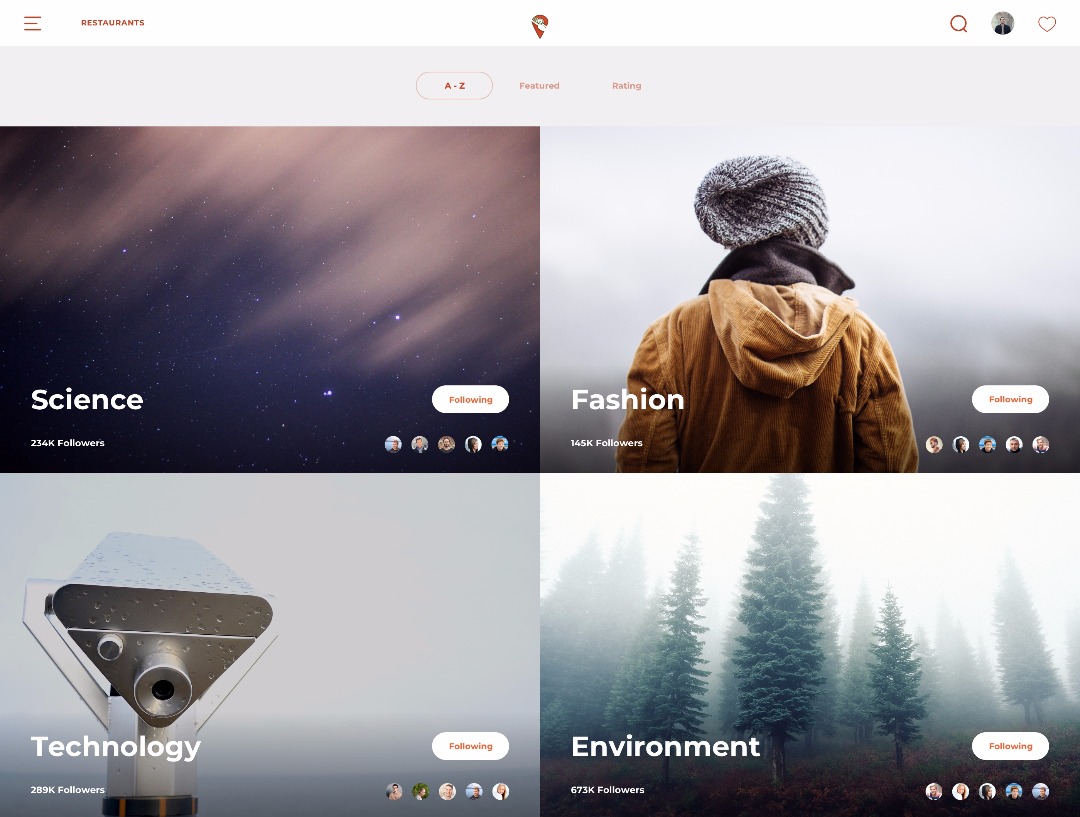 RESTAURANTS
A - Z
Featured
Rating
Science
Following
234K Followers
Fashion
Following
145K Followers
Technology
Following
289K Followers
Environment
Following
673K Followers